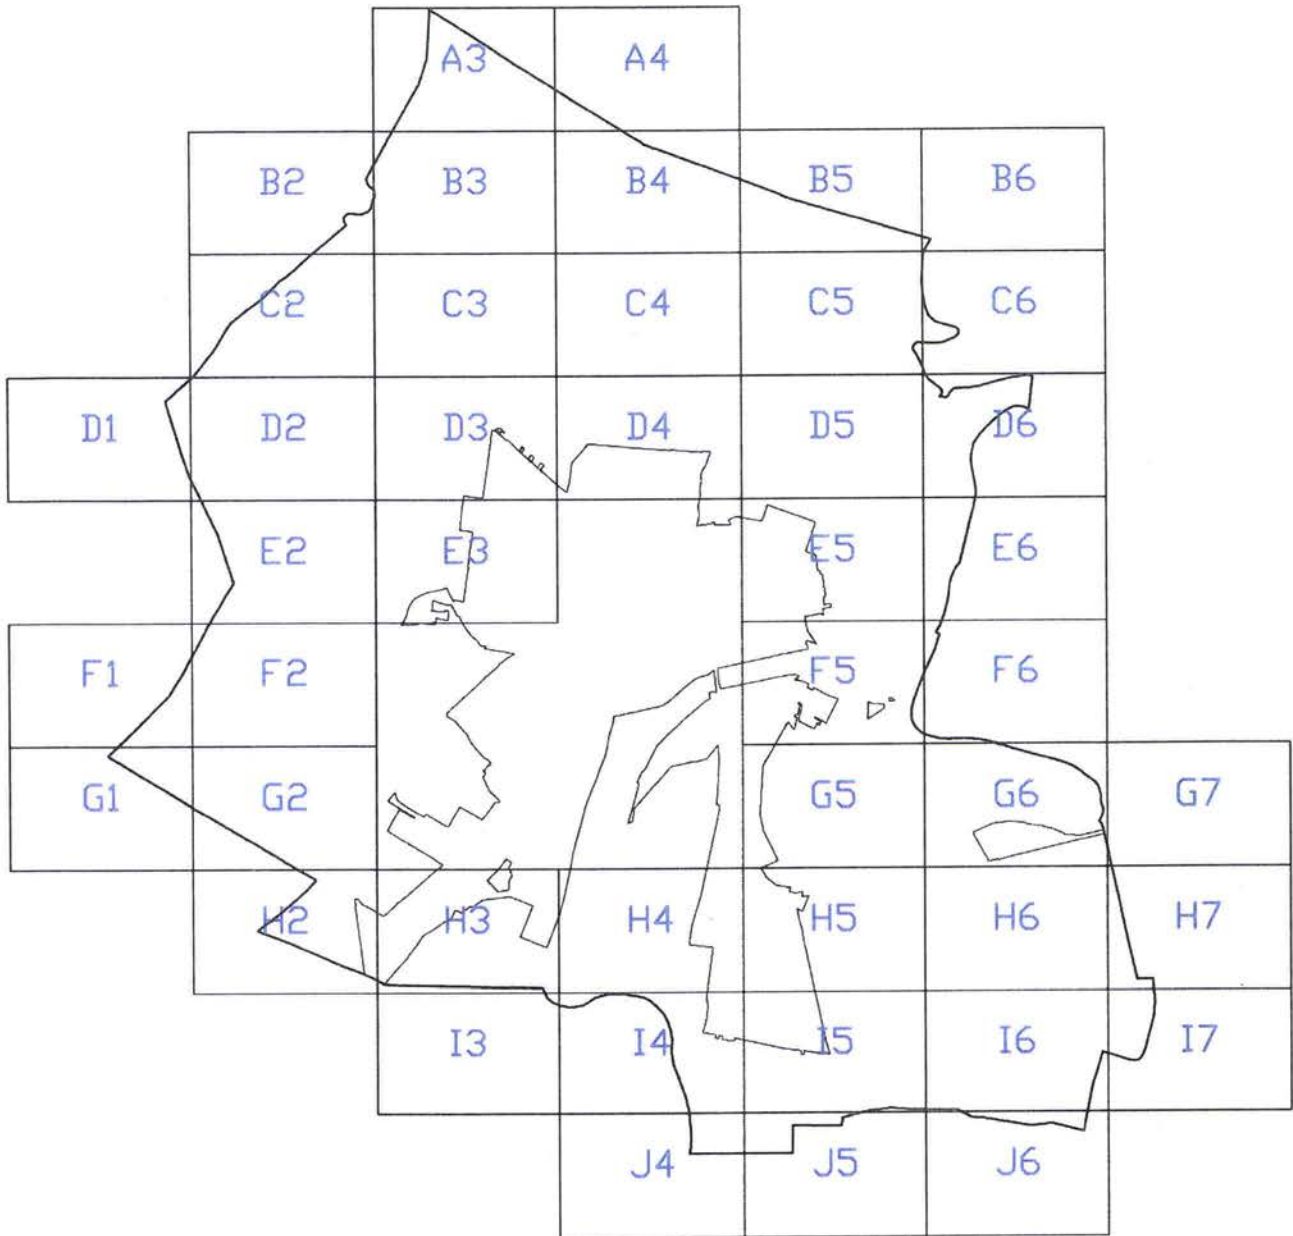 A3 A4
B2 B3 B4 B5 B6
C2 C3 C4 C5 C6
D1 D2 D3 D4 D5 D6
E2 E3 E5 E6
F1 F2 F5 F6
G1 G2 G5 G6 G7
H2 H3 H4 H5 H6 H7
I3 I4 I5 I6 I7
J4 J5 J6